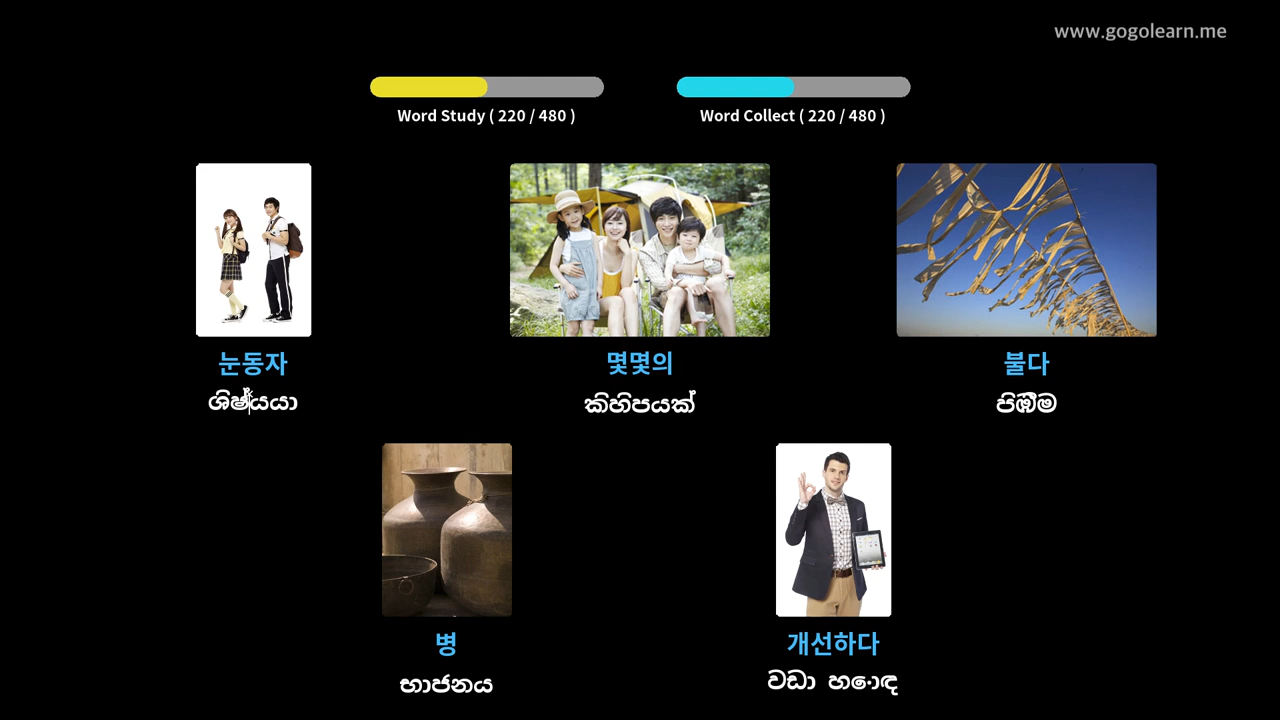 www.gogolearn.me
Word Study ( 220 / 480 )
Word Collect ( 220 / 480 )
눈동자
ශිෂ්යයා
몇몇의
කිහිපයක්
불다
පිඹීම
병
භාජනය
개선하다
වඩා හොඳ